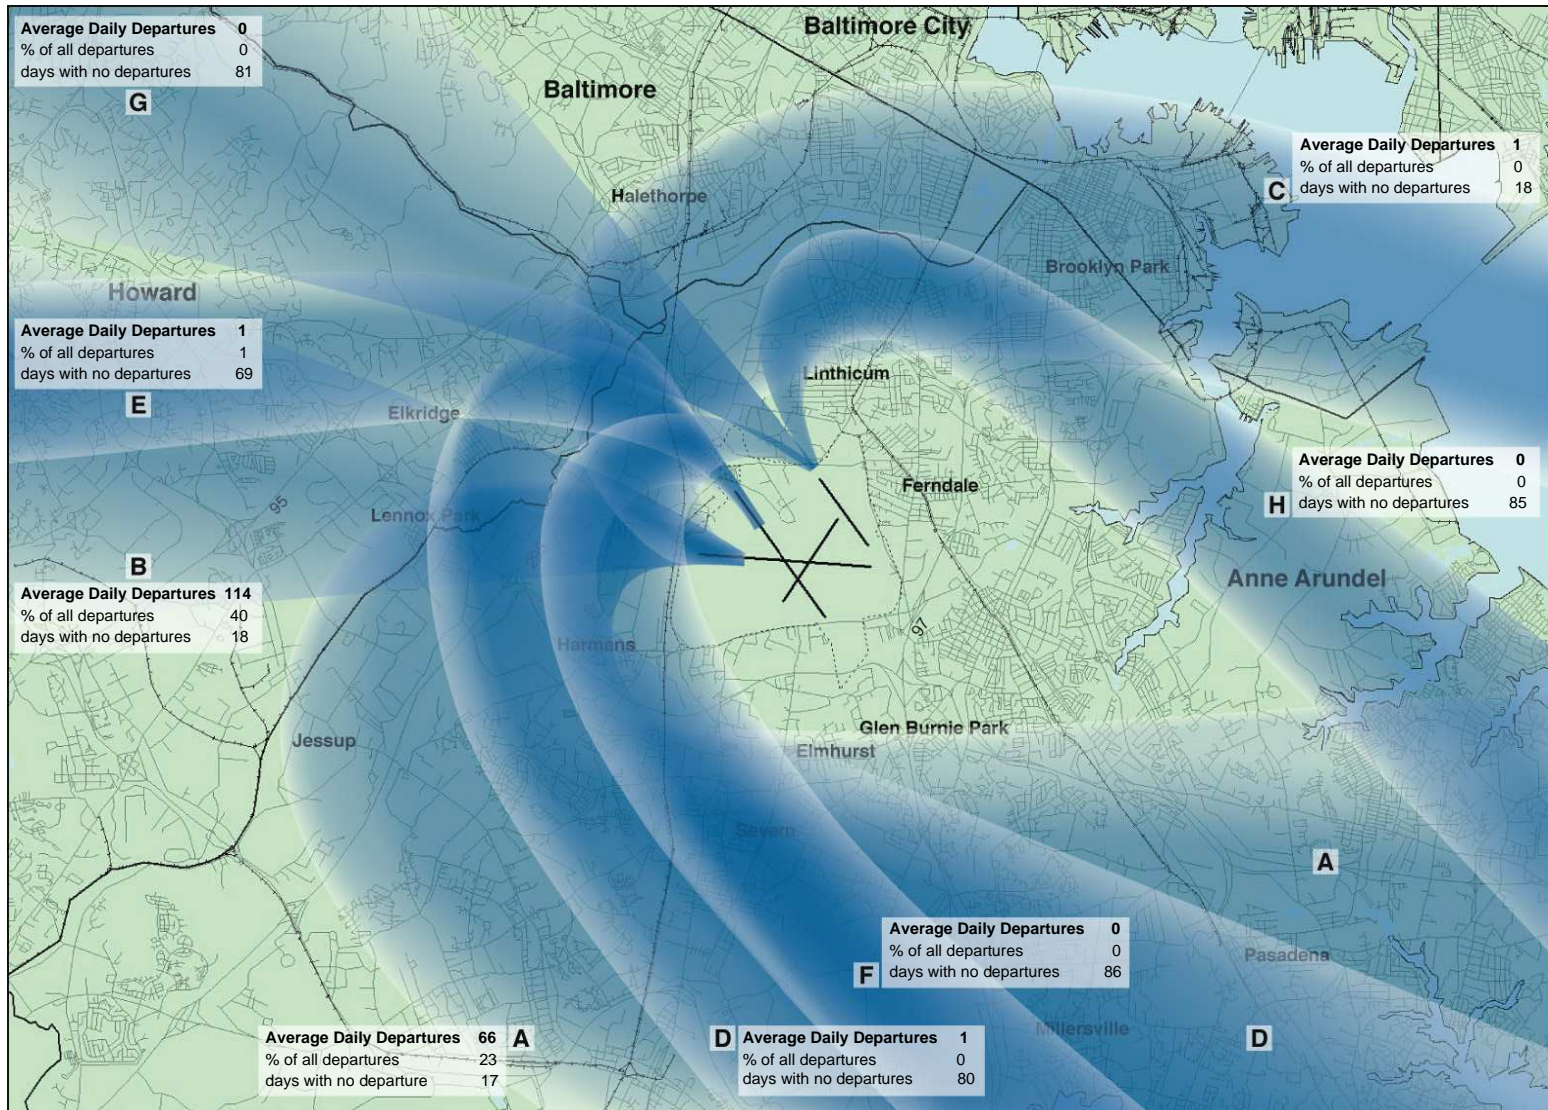 Average Daily Departures 0
% of all departures 0
days with no departures 81
G
Baltimore City
Baltimore
Average Daily Departures 1
% of all departures 0
days with no departures 18
C
Halethorpe
Brooklyn Park
Howard
Average Daily Departures 1
% of all departures 1
days with no departures 69
E
Linthicum
Elkridge
Ferndale
Average Daily Departures 0
% of all departures 0
days with no departures 85
H
95
Lennox Park
B
Average Daily Departures 114
% of all departures 40
days with no departures 18
Anne Arundel
97
Harmans
Glen Burnie Park
Jessup
Elmhurst
Severn
A
Average Daily Departures 0
% of all departures 0
days with no departures 86
F
Pasadena
Millersville
D
Average Daily Departures 66
% of all departures 23
days with no departure 17
A
D
Average Daily Departures 1
% of all departures 0
days with no departures 80